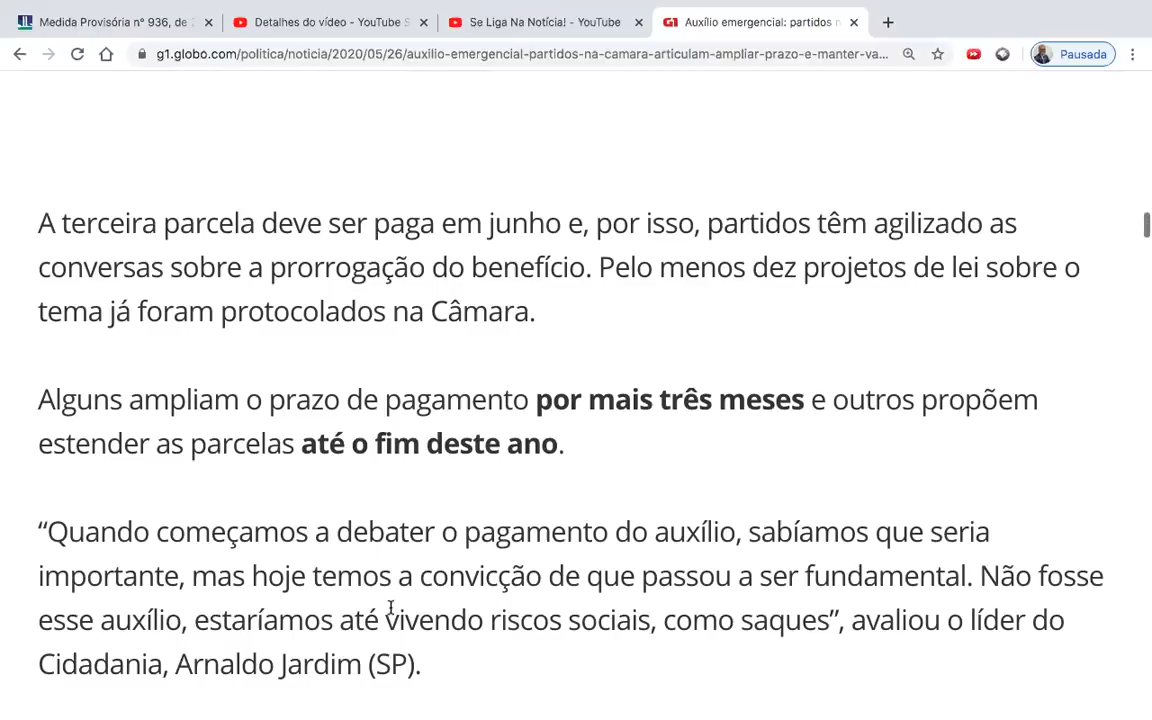 Medida Provisória n° 936, de
Detalhes do vídeo - YouTube S
Se Liga Na Notícia! - YouTube
G1 Auxílio emergencial: partidos n
g1.globo.com/politica/noticia/2020/05/26/auxilio-emergencial-partidos-na-camara-articulam-ampliar-prazo-e-manter-va...
Pausada
A terceira parcela deve ser paga em junho e, por isso, partidos têm agilizado as
conversas sobre a prorrogação do benefício. Pelo menos dez projetos de lei sobre o
tema já foram protocolados na Câmara.
Alguns ampliam o prazo de pagamento por mais três meses e outros propõem
estender as parcelas até o fim deste ano.
“Quando começamos a debater o pagamento do auxílio, sabíamos que seria
importante, mas hoje temos a convicção de que passou a ser fundamental. Não fosse
esse auxílio, estaríamos até vivendo riscos sociais, como saques”, avaliou o líder do
Cidadania, Arnaldo Jardim (SP).